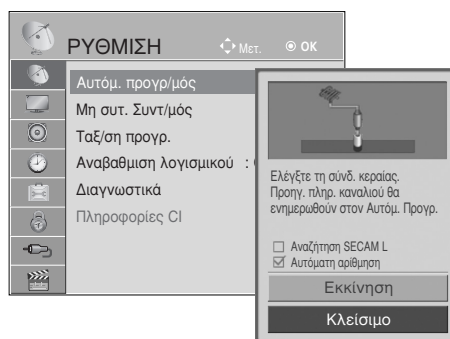 ΡΥΘΜΙΣΗ
Μετ.
OK
Αυτόμ. προγρ/μός
Μη συτ. Συντ/μός
Ταξ/ση προγρ.
Αναβαθμιση λογισμικού :
Διαγνωστικά
Πληροφορίες CI
Ελέγξτε τη σύνδ. κεραίας.
Προηγ. πληρ. καναλιού θα
ενημερωθούν στον Αυτόμ. Προγρ.
Αναζήτηση SECAM L
Αυτόματη αρίθμηση
Εκκίνηση
Κλείσιμο